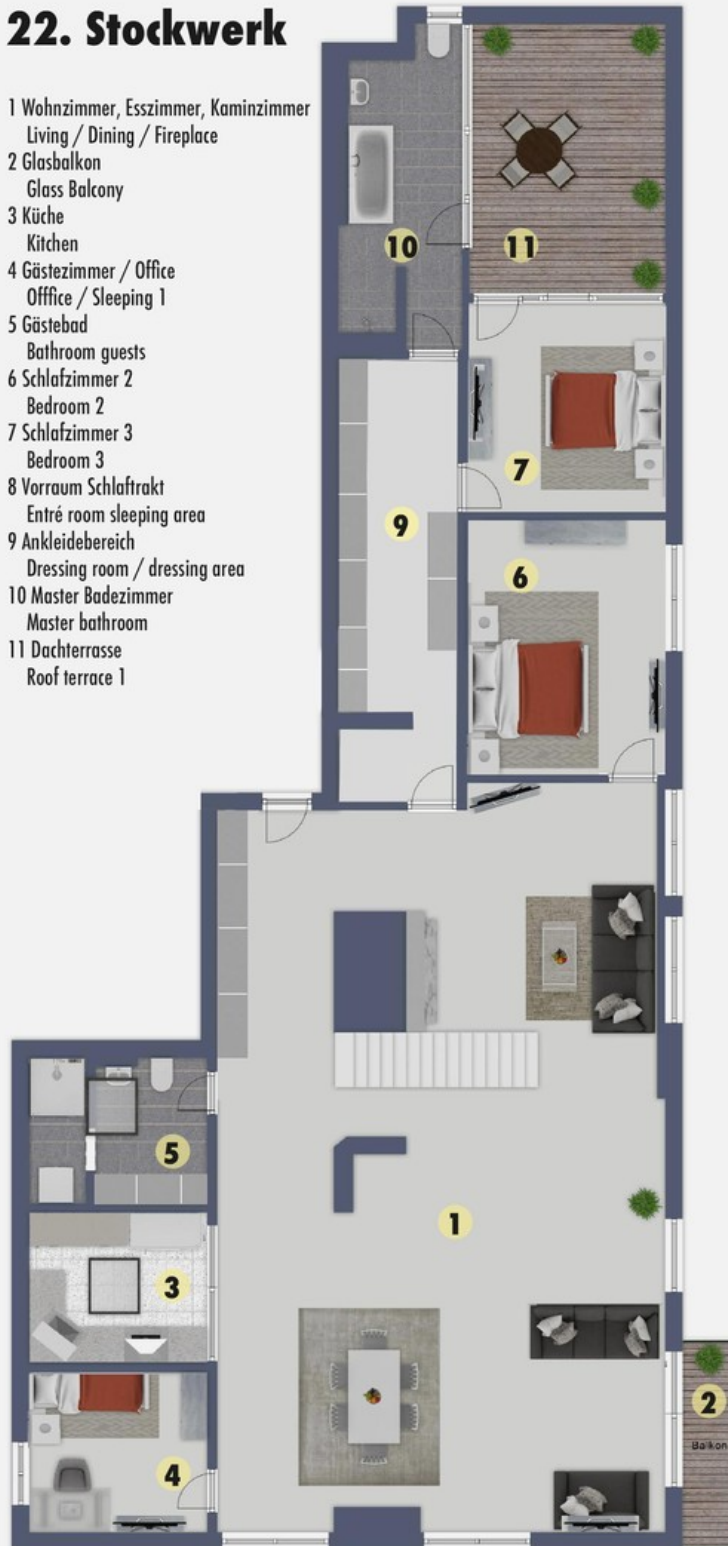 22. Stockwerk
1 Wohnzimmer, Esszimmer, Kaminzimmer
Living / Dining / Fireplace
2 Glasbalkon
Glass Balcony
3 Küche
Kitchen
4 Gästezimmer / Office
Offfice / Sleeping 1
5 Gästebad
Bathroom guests
6 Schlafzimmer 2
Bedroom 2
7 Schlafzimmer 3
Bedroom 3
8 Vorraum Schlaftrakt
Entré room sleeping area
9 Ankleidebereich
Dressing room / dressing area
10 Master Badezimmer
Master bathroom
11 Dachterrasse
Roof terrace 1
10
11
7
9
6
5
1
3
2
Balkon
4